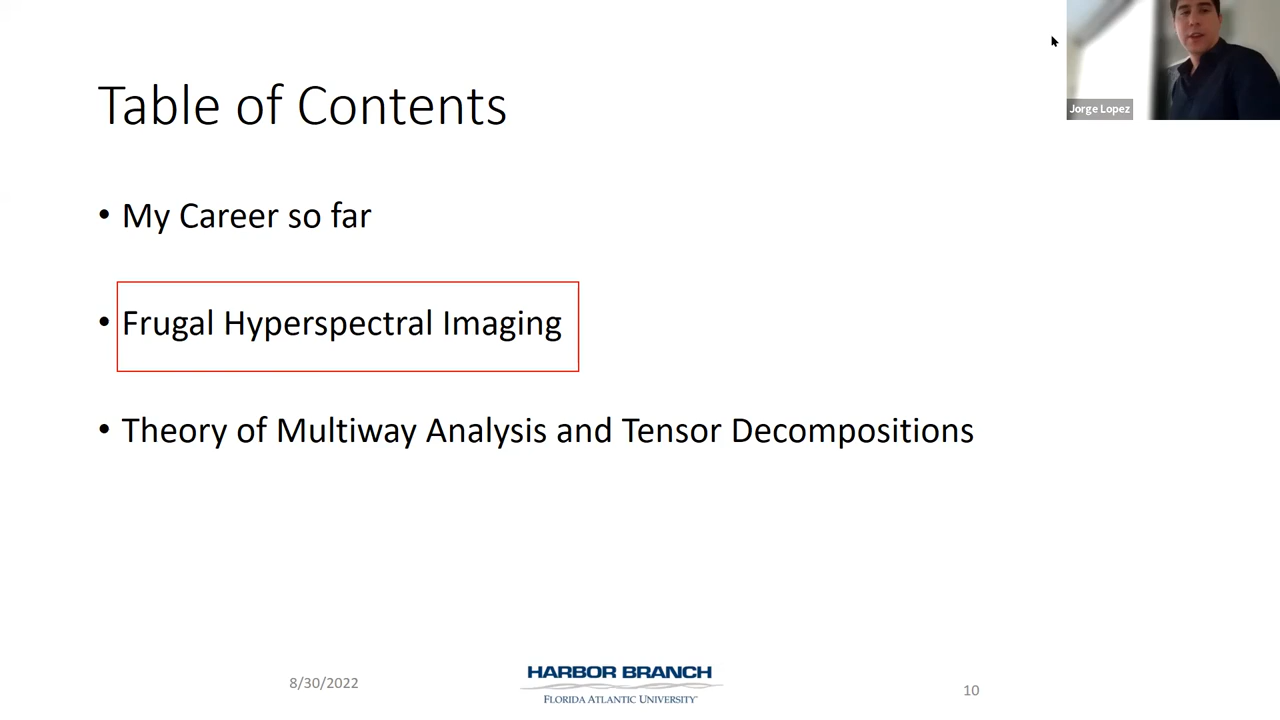 Table of Contents
Jorge Lopez
• My Career so far
• Frugal Hyperspectral Imaging
• Theory of Multiway Analysis and Tensor Decompositions
8/30/2022
HARBOR BRANCH
FLORIDA ATLANTIC UNIVERSITY
10